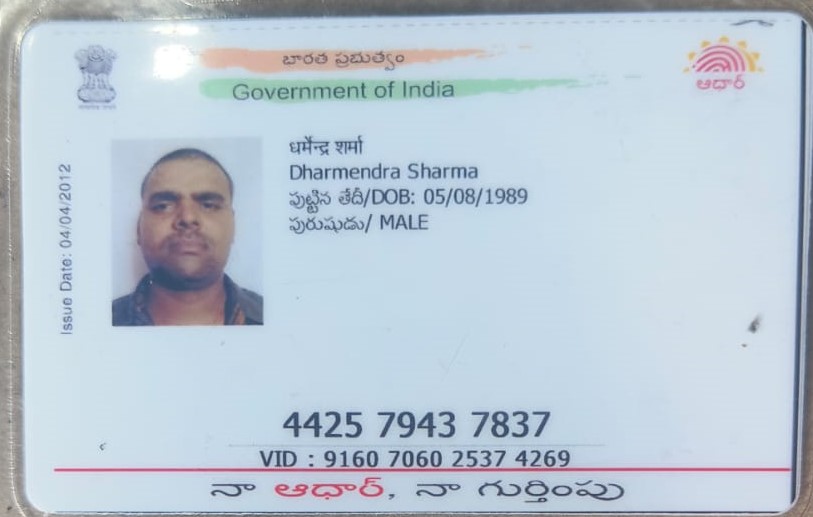 భారత ప్రభుత్వం
Government of India
ఆధార్
Issue Date: 04/04/2012
धर्मेन्द्र शर्मा
Dharmendra Sharma
పుట్టిన తేదీ/DOB: 05/08/1989
పురుషుడు/ MALE
4425 7943 7837
VID : 9160 7060 2537 4269
నా ఆధార్, నా గుర్తింపు